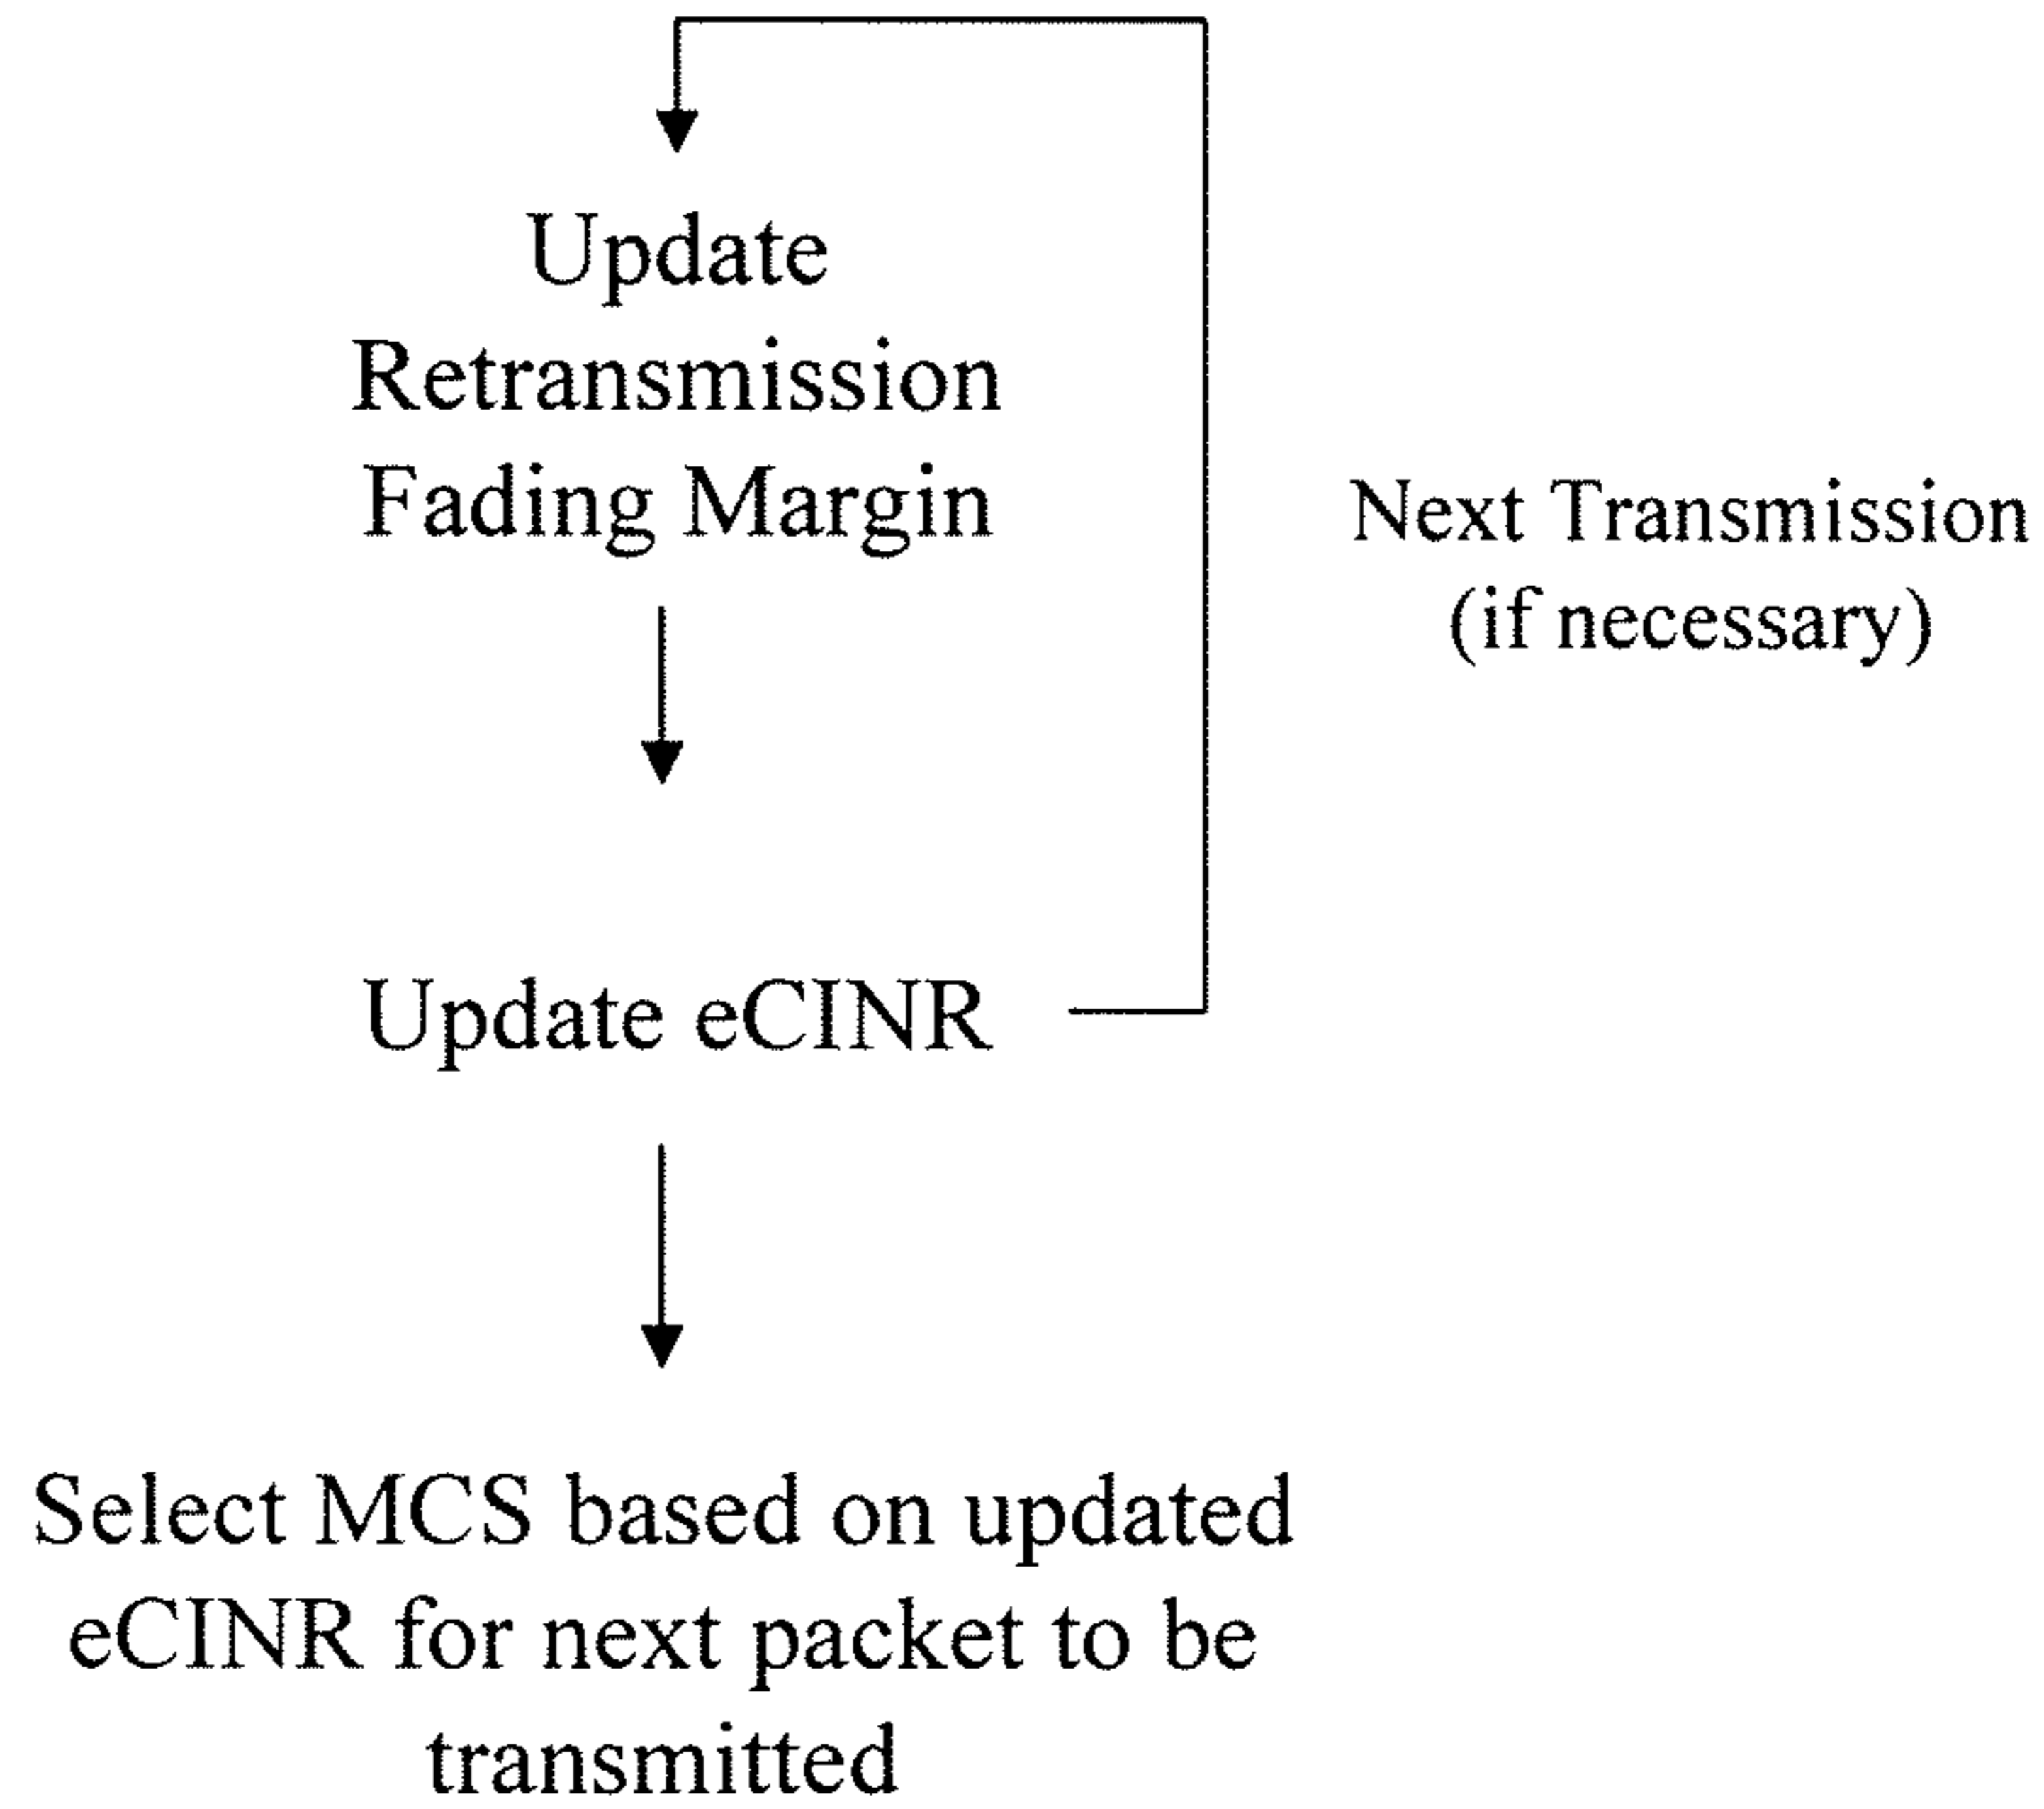 Update
Retransmission
Fading Margin
Next Transmission
(if necessary)
Update eCINR
Select MCS based on updated
eCINR for next packet to be
transmitted